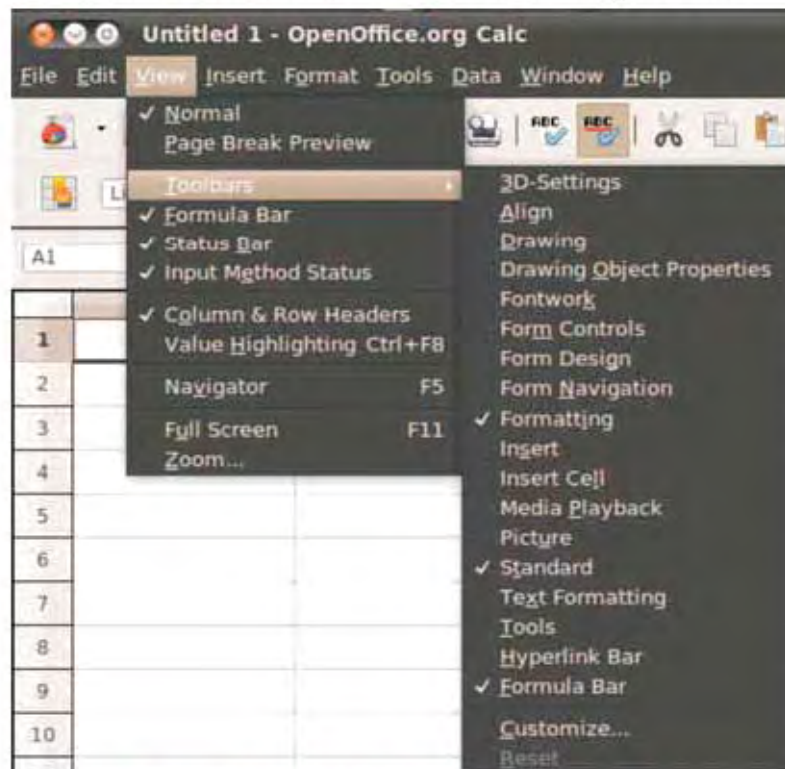 Untitled 1 - OpenOffice.org Calc
File Edit View Insert Format Tools Data Window Help
Normal
Page Break Preview
Toolbars
Formula Bar
Status Bar
Input Method Status
Column & Row Headers
Value Highlighting Ctrl+F8
Navigator F5
Full Screen F11
Zoom...
ABC ABC
3D-Settings
Align
Drawing
Drawing Object Properties
Fontwork
Form Controls
Form Design
Form Navigation
Formatting
Insert
Insert Cell
Media Playback
Picture
Standard
Text Formatting
Tools
Hyperlink Bar
Formula Bar
Customize...
Reset
A1
1
2
3
4
5
6
7
8
9
10